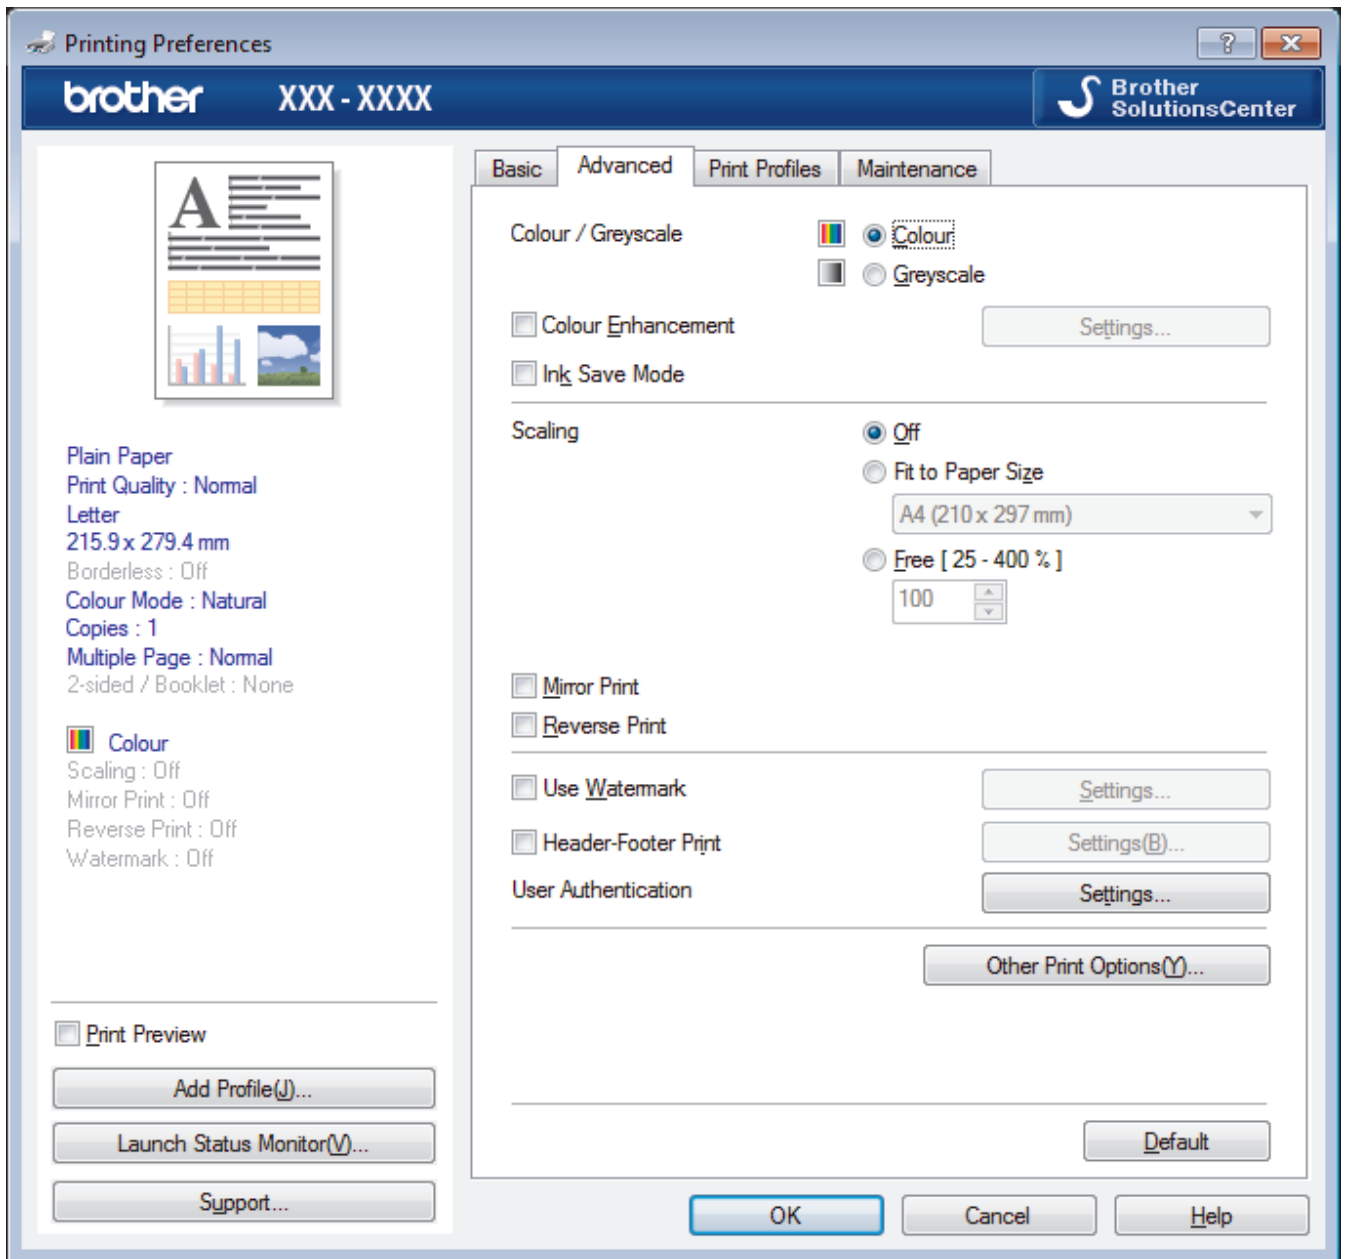 Printing Preferences
?
brother XXX - XXXX
Brother
SolutionsCenter
A
Plain Paper
Print Quality : Normal
Letter
215.9 x 279.4 mm
Borderless : Off
Colour Mode : Natural
Copies : 1
Multiple Page : Normal
2-sided / Booklet : None
Colour
Scaling : Off
Mirror Print : Off
Reverse Print : Off
Watermark : Off
Print Preview
Add Profile(J)...
Launch Status Monitor(V)...
Support...
Basic Advanced Print Profiles Maintenance
Colour / Greyscale Colour
Greyscale
Colour Enhancement Settings...
Ink Save Mode
Scaling Off
Fit to Paper Size
A4 (210 x 297 mm)
Free [ 25 - 400 % ]
100
Mirror Print
Reverse Print
Use Watermark Settings...
Header-Footer Print Settings(B)...
User Authentication Settings...
Other Print Options(Y)...
Default
OK Cancel Help